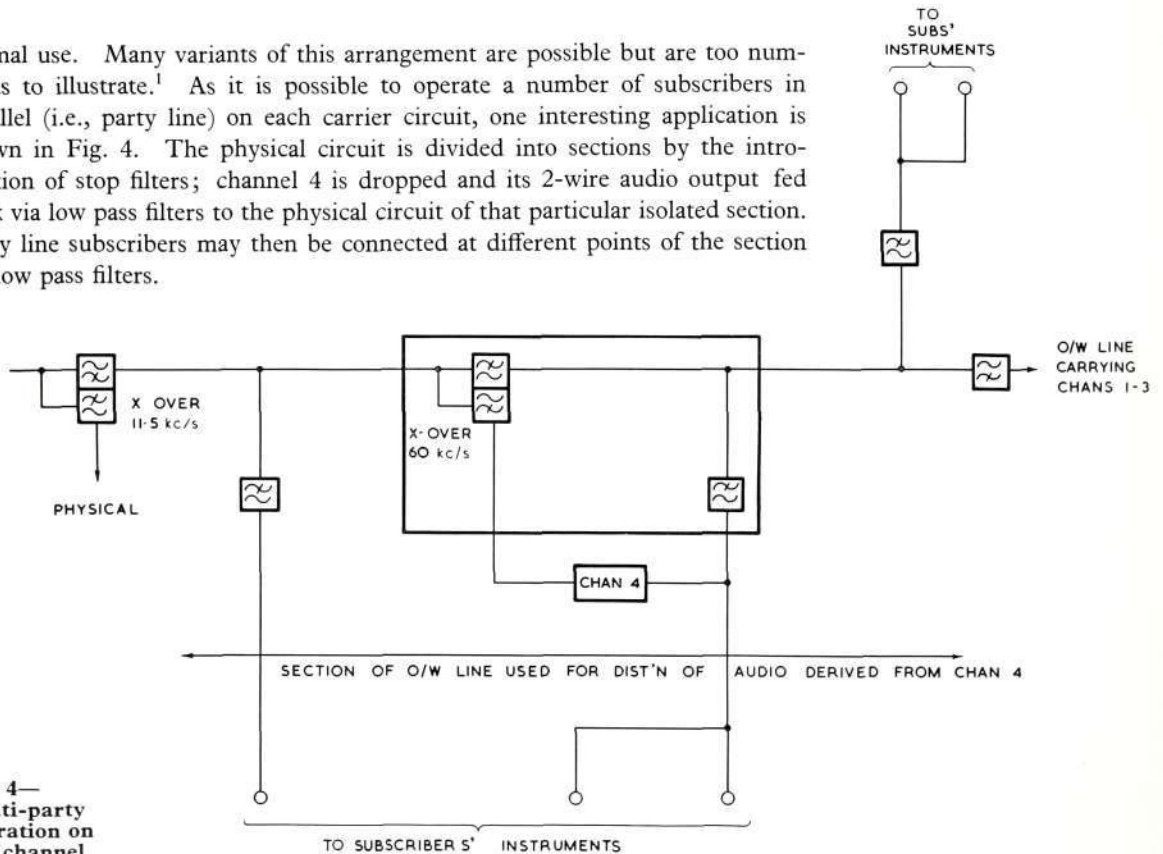 nal use. Many variants of this arrangement are possible but are too num-
s to illustrate.¹ As it is possible to operate a number of subscribers in
llel (i.e., party line) on each carrier circuit, one interesting application is
wn in Fig. 4. The physical circuit is divided into sections by the intro-
tion of stop filters; channel 4 is dropped and its 2-wire audio output fed
k via low pass filters to the physical circuit of that particular isolated section.
y line subscribers may then be connected at different points of the section
low pass filters.
TO
SUBS'
INSTRUMENTS
O/W LINE
CARRYING
CHANS 1-3
X OVER
11·5 kc/s
X-OVER
60 kc/s
PHYSICAL
CHAN 4
SECTION OF O/W LINE USED FOR DIST'N OF AUDIO DERIVED FROM CHAN 4
4—
ti-party
ration on
channel
TO SUBSCRIBERS' INSTRUMENTS